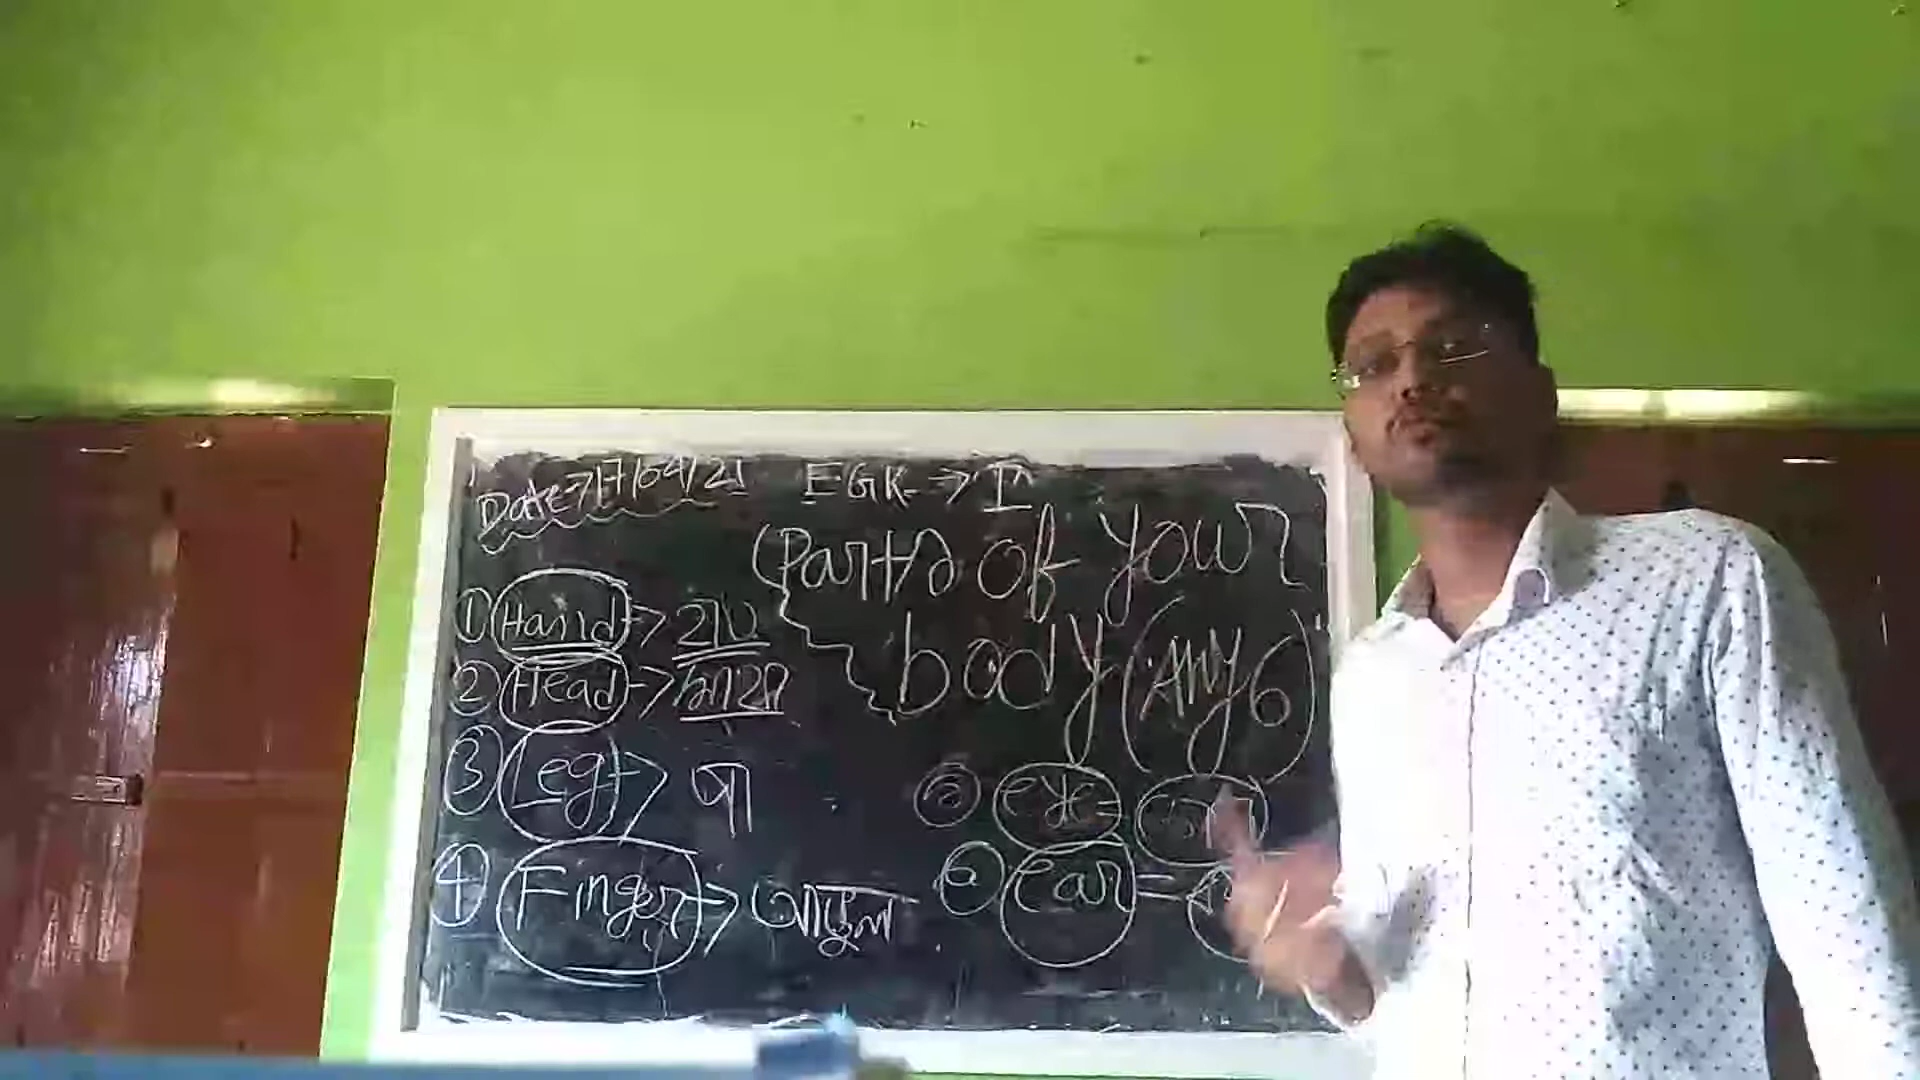 Date→17/04/21 EGK → I
(Parts of your
body (Any 6)
① Hand → হাত
② Head → মাথা
③ Leg → পা
④ Finger → আঙুল
⑤ eye =
ear =